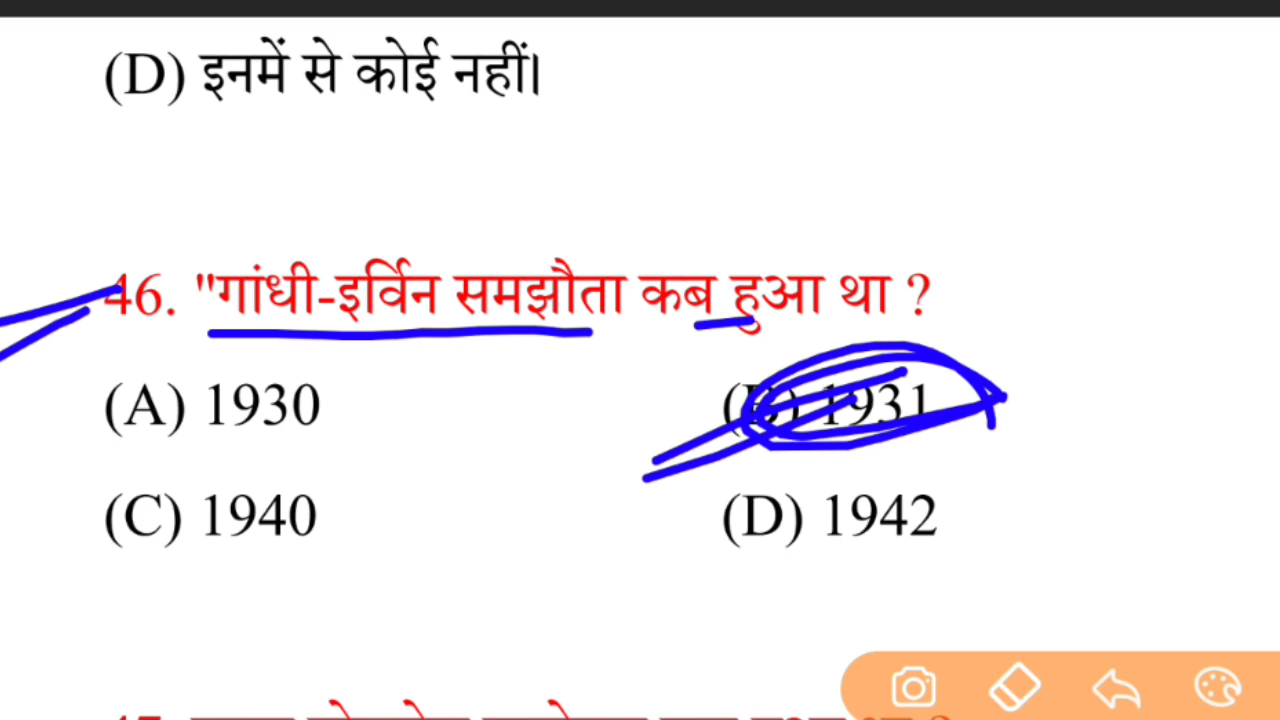 (D) इनमें से कोई नहीं।
46. "गांधी-इर्विन समझौता कब हुआ था ?
(A) 1930 (B) 1931
(C) 1940 (D) 1942